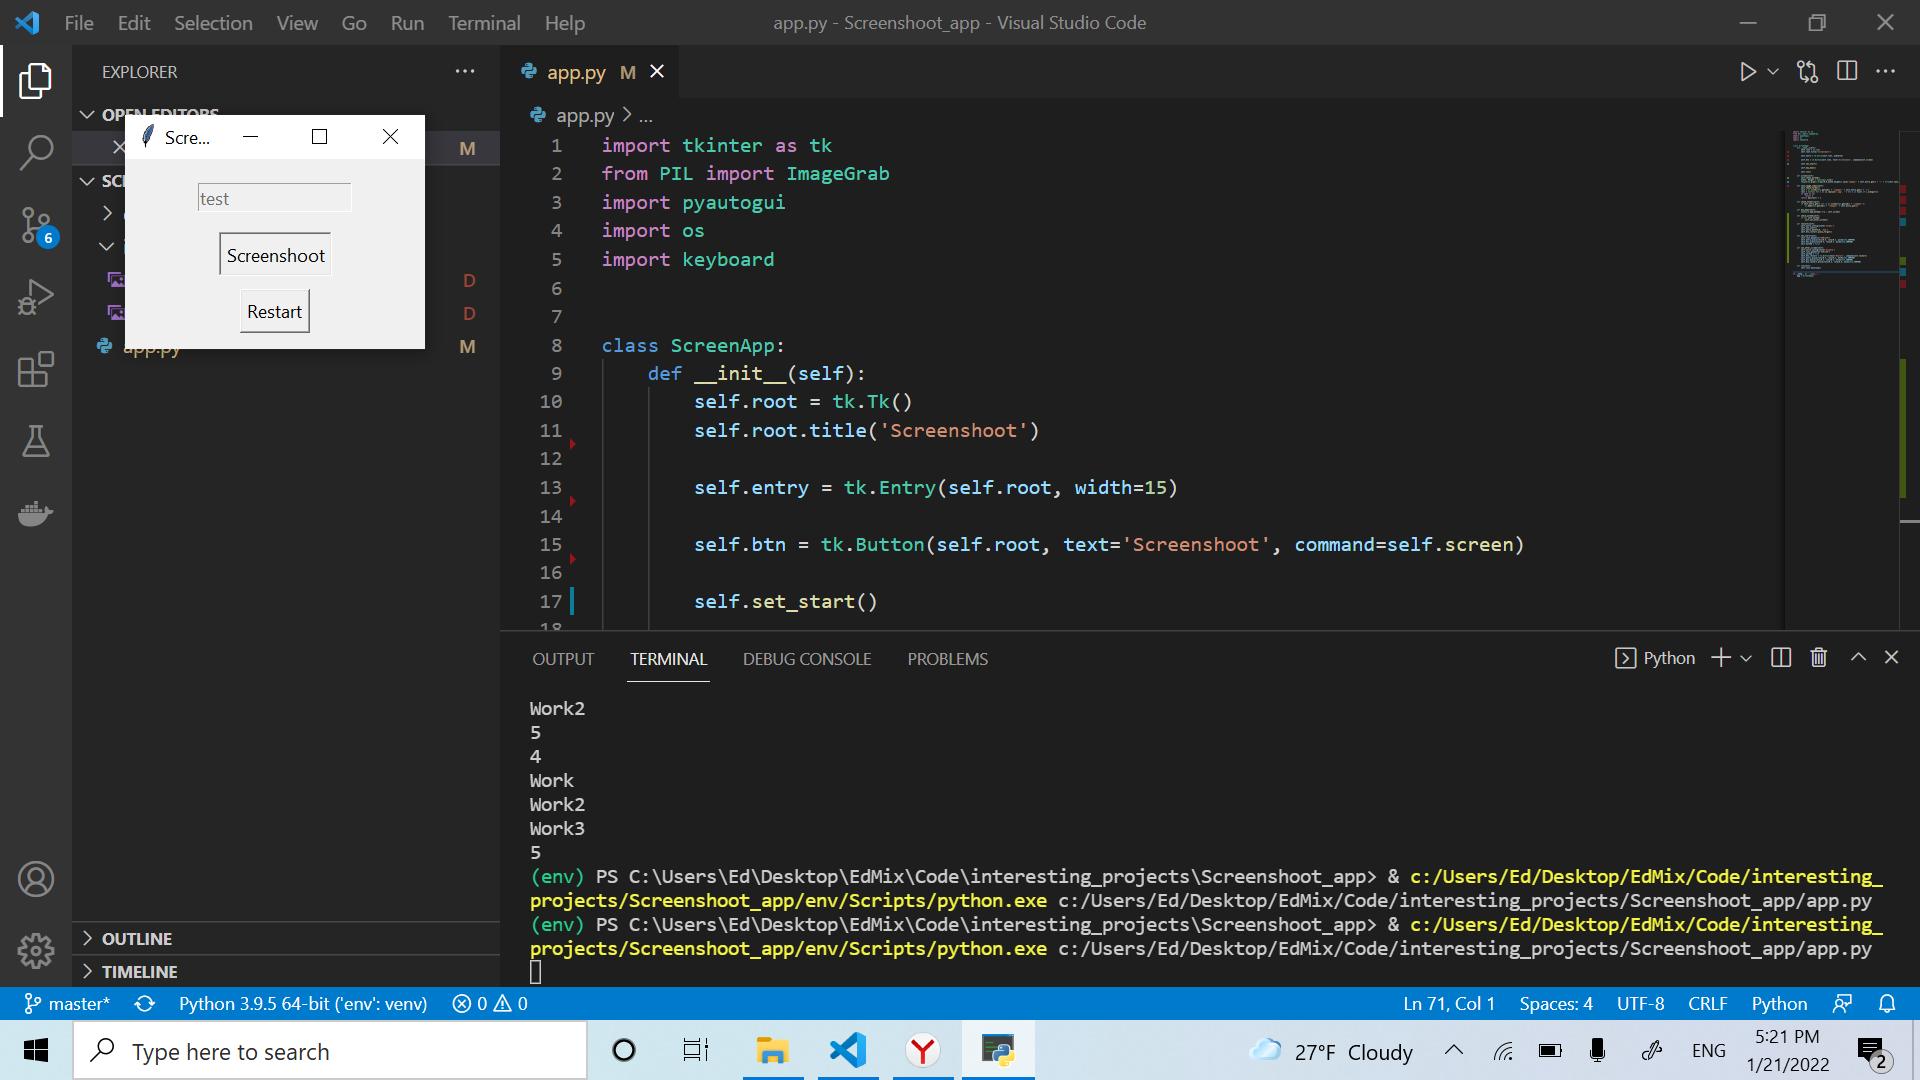 File Edit Selection View Go Run Terminal Help
app.py - Screenshoot_app - Visual Studio Code
EXPLORER
OPEN EDITORS
M
D
D
app.py M
Scre...
test
Screenshoot
Restart
OUTLINE
TIMELINE
6
app.py M
app.py > ...
1 import tkinter as tk
2 from PIL import ImageGrab
3 import pyautogui
4 import os
5 import keyboard
6
7
8 class ScreenApp:
9 def __init__(self):
10 self.root = tk.Tk()
11 self.root.title('Screenshoot')
12
13 self.entry = tk.Entry(self.root, width=15)
14
15 self.btn = tk.Button(self.root, text='Screenshoot', command=self.screen)
16
17 self.set_start()
18
OUTPUT TERMINAL DEBUG CONSOLE PROBLEMS
Python
Work2
5
4
Work
Work2
Work3
5
(env) PS C:\Users\Ed\Desktop\EdMix\Code\interesting_projects\Screenshoot_app> & c:/Users/Ed/Desktop/EdMix/Code/interesting_
projects/Screenshoot_app/env/Scripts/python.exe c:/Users/Ed/Desktop/EdMix/Code/interesting_projects/Screenshoot_app/app.py
(env) PS C:\Users\Ed\Desktop\EdMix\Code\interesting_projects\Screenshoot_app> & c:/Users/Ed/Desktop/EdMix/Code/interesting_
projects/Screenshoot_app/env/Scripts/python.exe c:/Users/Ed/Desktop/EdMix/Code/interesting_projects/Screenshoot_app/app.py
master* Python 3.9.5 64-bit ('env': venv) 0 0 Ln 71, Col 1 Spaces: 4 UTF-8 CRLF Python
Type here to search
27°F Cloudy
ENG
5:21 PM
1/21/2022
2